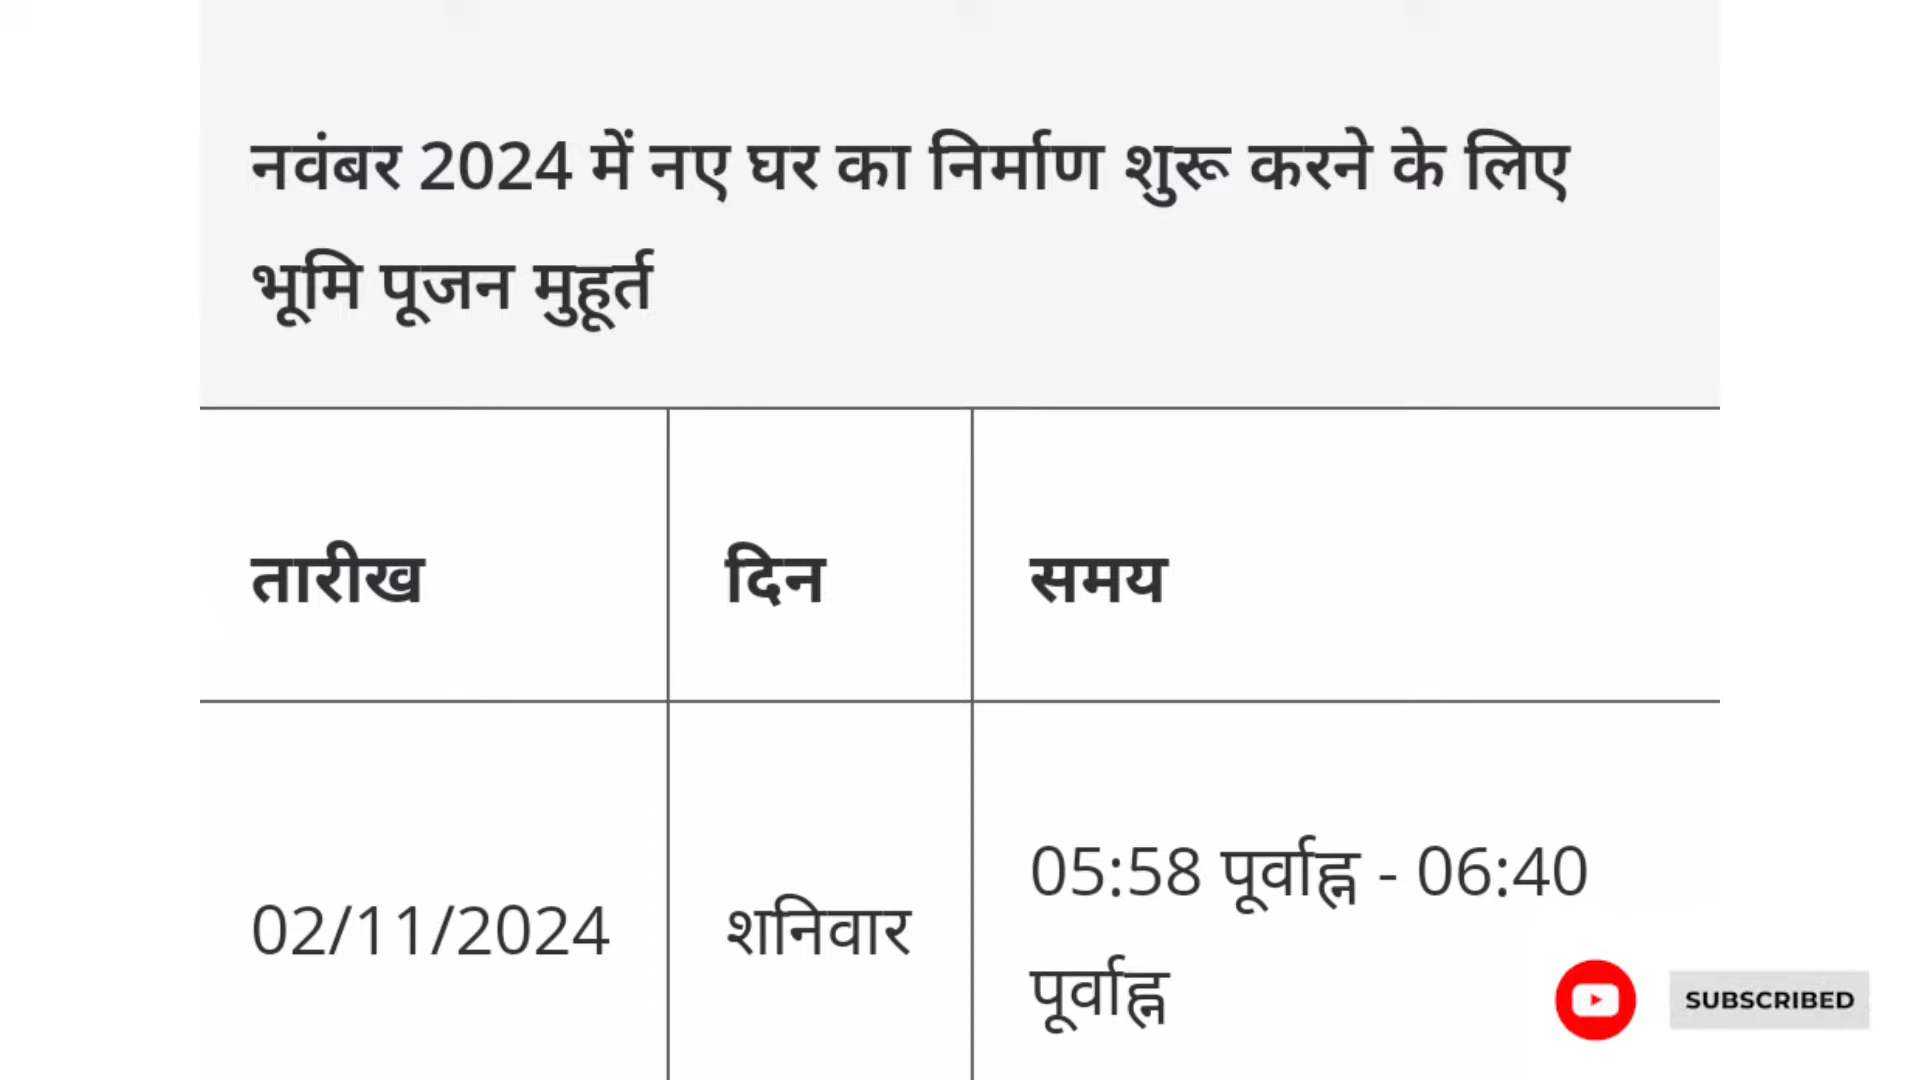 नवंबर 2024 में नए घर का निर्माण शुरू करने के लिए
भूमि पूजन मुहूर्त
तारीख दिन समय
05:58 पूर्वाह्न - 06:40
02/11/2024 शनिवार
पूर्वाह्न
SUBSCRIBED